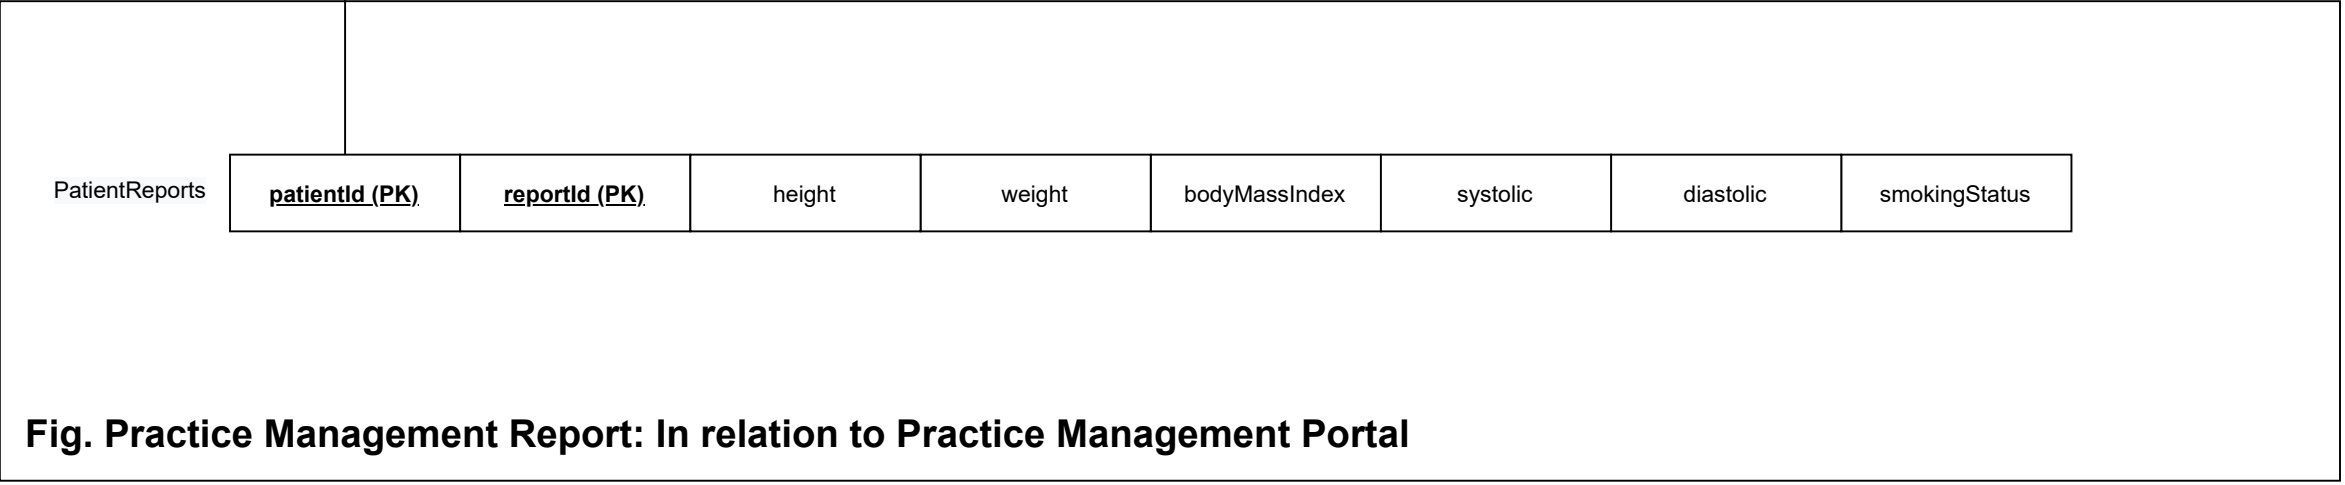 PatientReports
patientId (PK)
reportId (PK)
height
weight
bodyMassIndex
systolic
diastolic
smokingStatus
Fig. Practice Management Report: In relation to Practice Management Portal